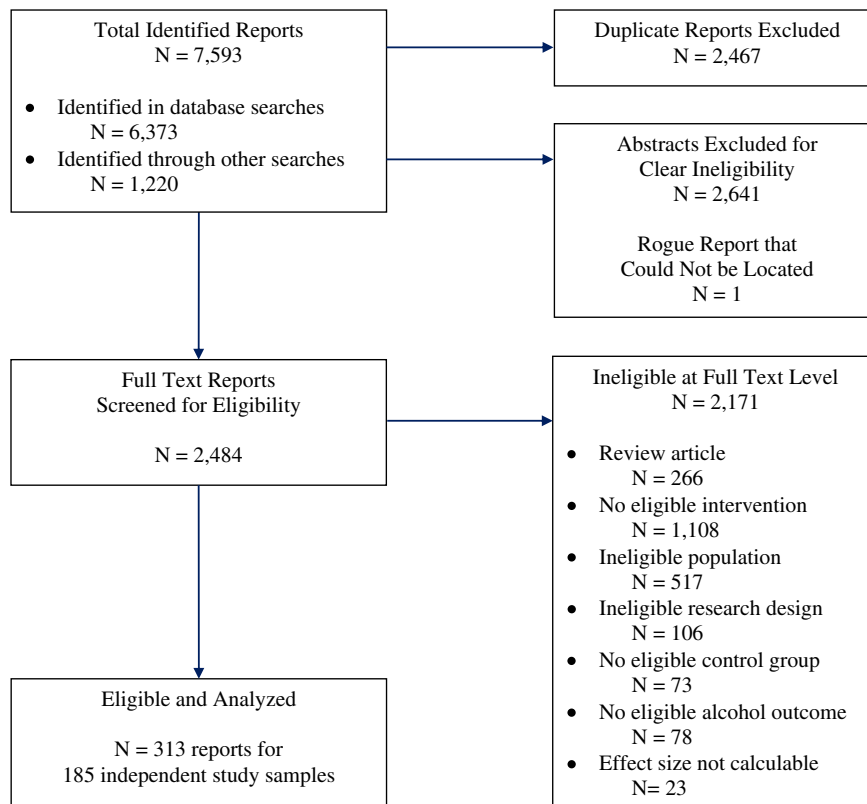 Total Identified Reports
N = 7,593
• Identified in database searches
N = 6,373
• Identified through other searches
N = 1,220
Duplicate Reports Excluded
N = 2,467
Abstracts Excluded for
Clear Ineligibility
N = 2,641
Rogue Report that
Could Not be Located
N = 1
Full Text Reports
Screened for Eligibility
N = 2,484
Ineligible at Full Text Level
N = 2,171
• Review article
N = 266
• No eligible intervention
N = 1,108
• Ineligible population
N = 517
• Ineligible research design
N = 106
• No eligible control group
N = 73
• No eligible alcohol outcome
N = 78
• Effect size not calculable
N= 23
Eligible and Analyzed
N = 313 reports for
185 independent study samples